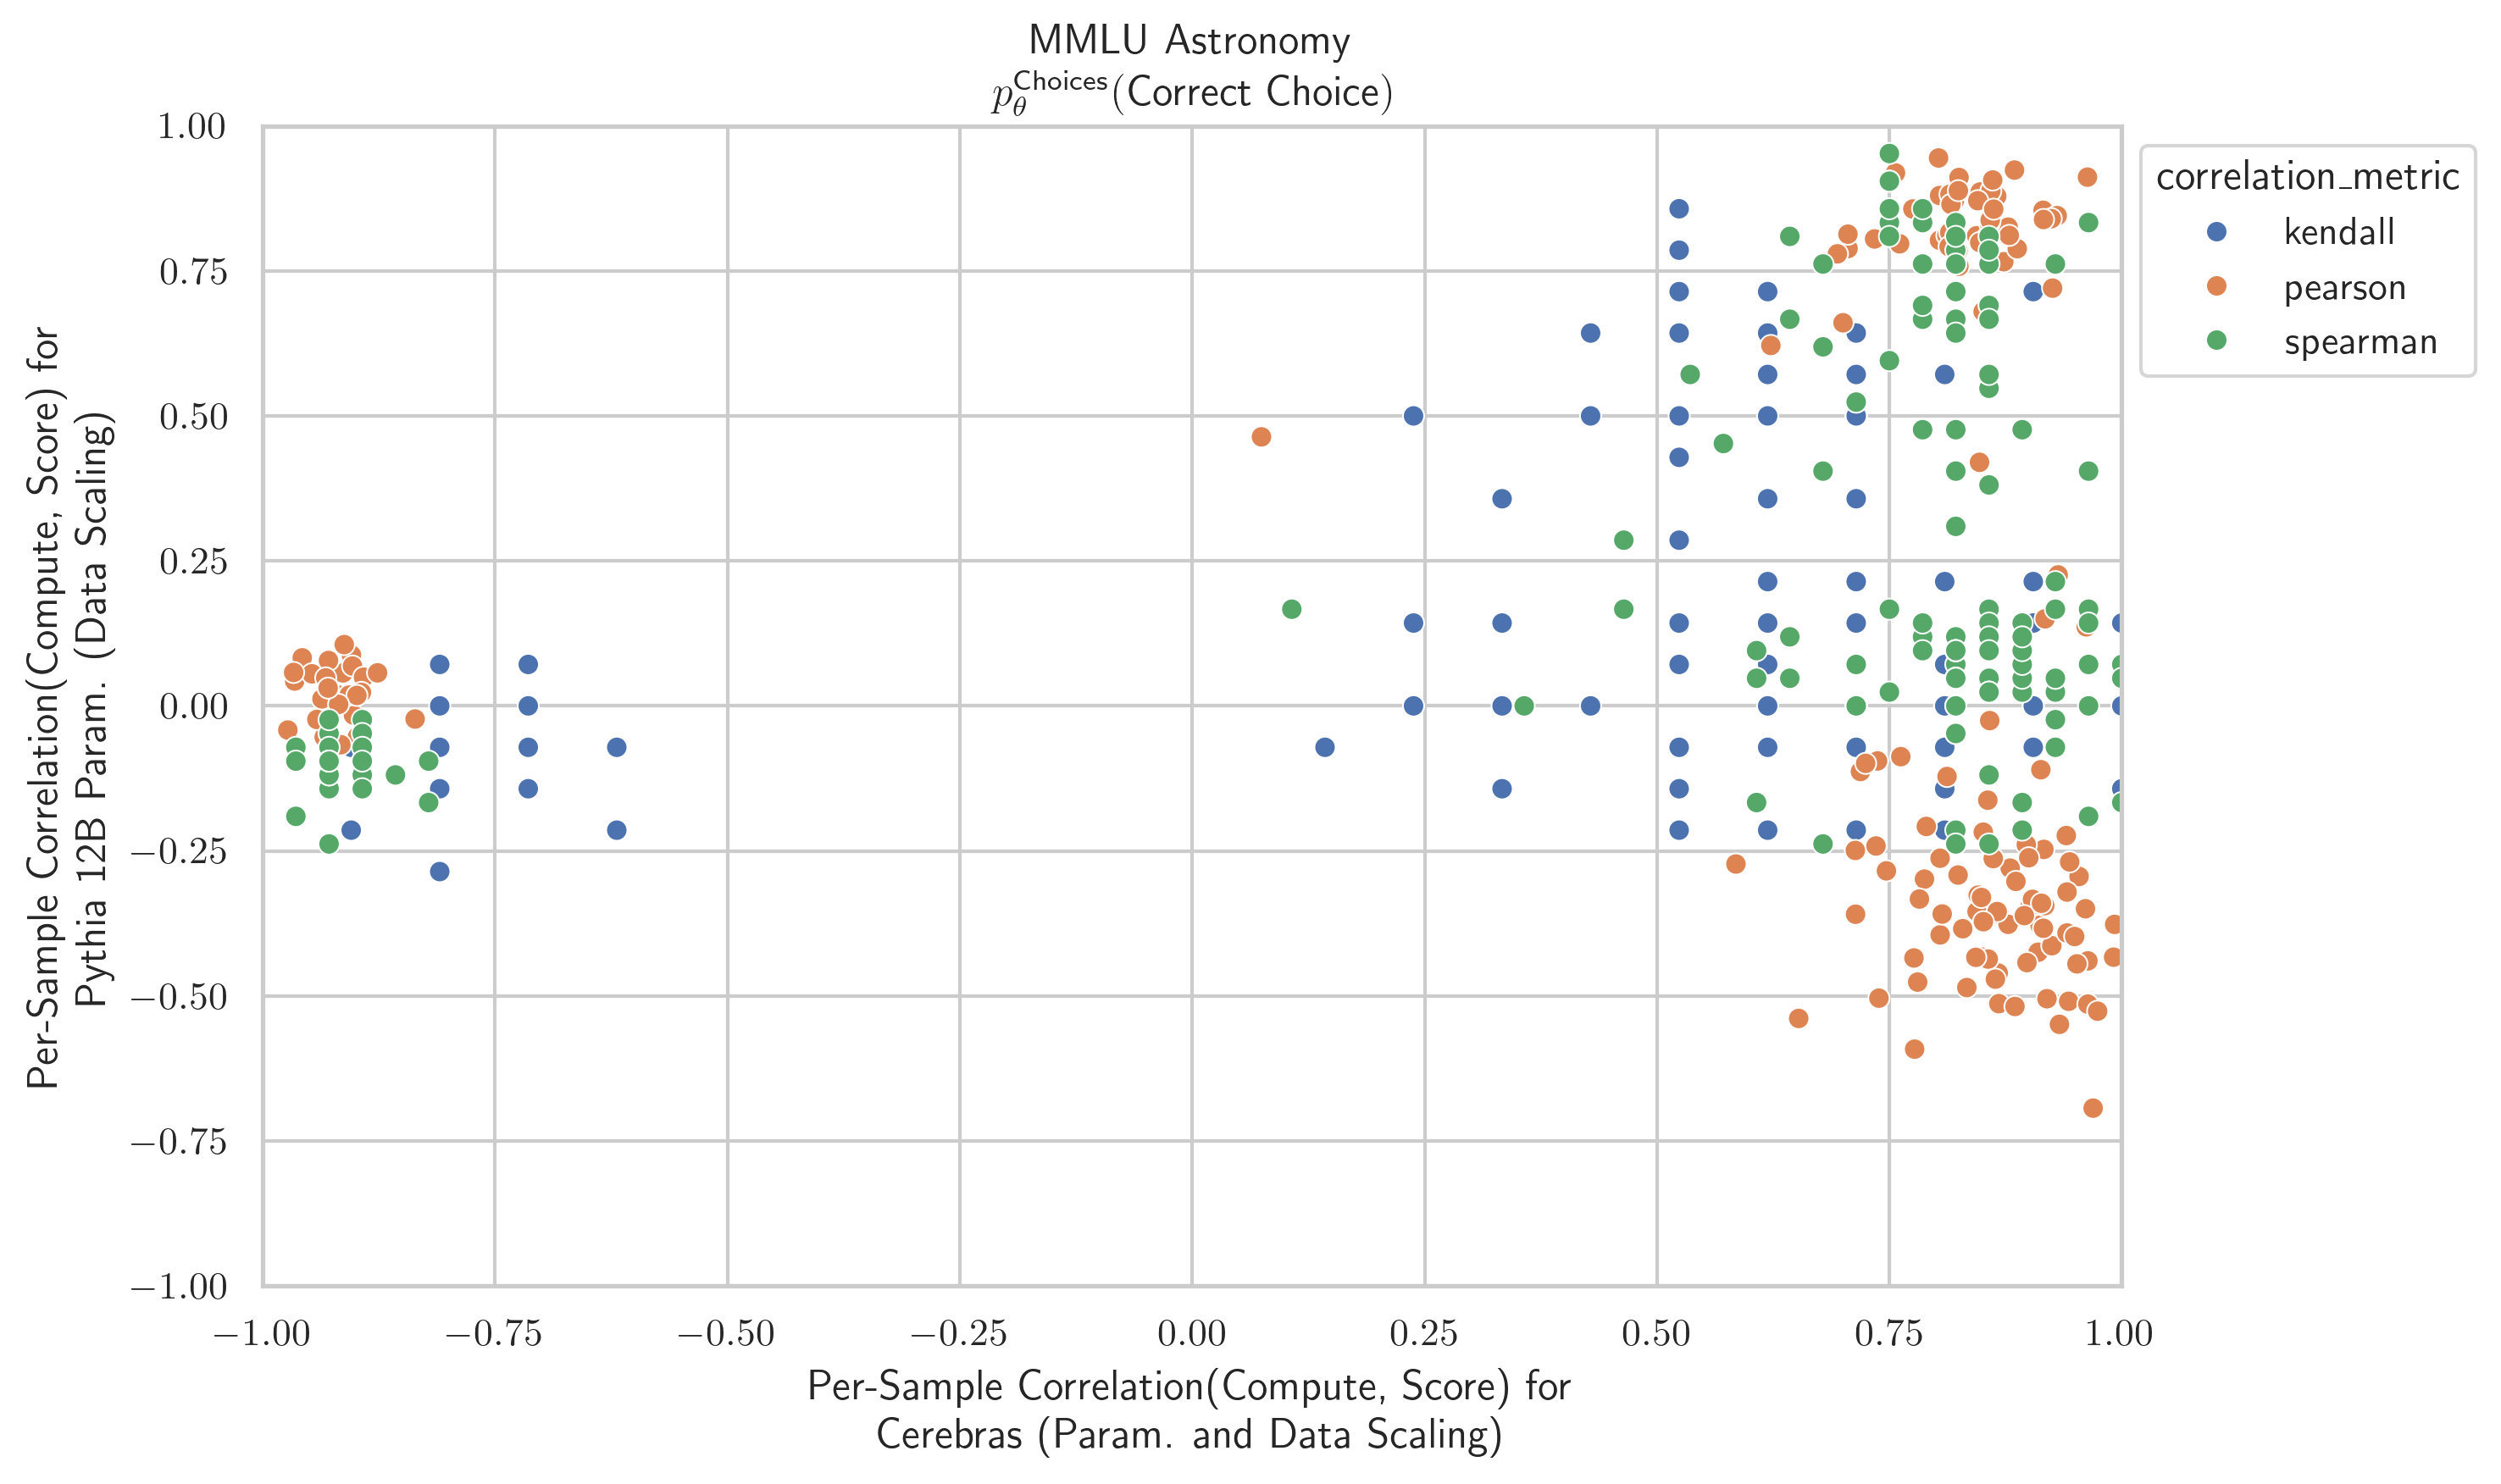 MMLU Astronomy
p_θ^Choices(Correct Choice)
1.00
0.75
0.50
0.25
0.00
−0.25
−0.50
−0.75
−1.00
Per-Sample Correlation(Compute, Score) for
Pythia 12B Param. (Data Scaling)
correlation_metric
kendall
pearson
spearman
−1.00 −0.75 −0.50 −0.25 0.00 0.25 0.50 0.75 1.00
Per-Sample Correlation(Compute, Score) for
Cerebras (Param. and Data Scaling)